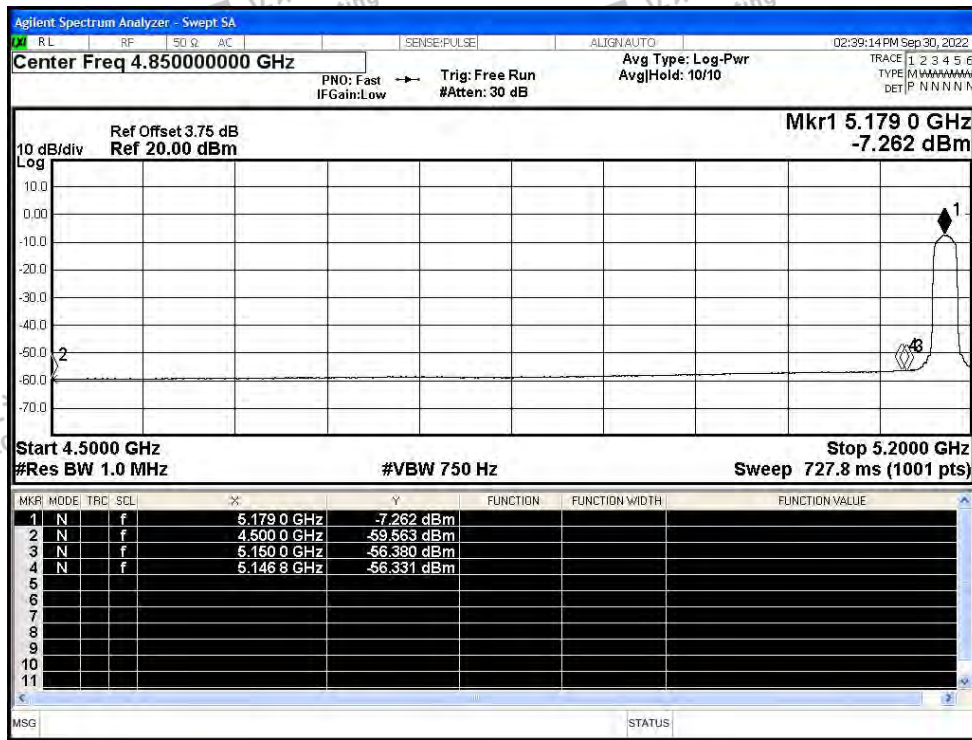 Agilent Spectrum Analyzer - Swept SA
LXI RL RF 50 Ω AC SENSE:PULSE ALIGNAUTO 02:39:14 PM Sep 30, 2022
Center Freq 4.850000000 GHz
PNO: Fast Trig: Free Run Avg Type: Log-Pwr TRACE 1 2 3 4 5 6
IFGain:Low #Atten: 30 dB Avg|Hold: 10/10 TYPE M WWWWW
DET P N N N N N
Mkr1 5.179 0 GHz
Ref Offset 3.75 dB
10 dB/div Ref 20.00 dBm -7.262 dBm
Log
10.0
0.00
1
-10.0
-20.0
-30.0
-40.0
-50.0
2 4 3
-60.0
-70.0
Start 4.5000 GHz Stop 5.2000 GHz
#Res BW 1.0 MHz #VBW 750 Hz Sweep 727.8 ms (1001 pts)
MKR MODE TRC SCL X Y FUNCTION FUNCTION WIDTH FUNCTION VALUE
1 N f 5.179 0 GHz -7.262 dBm
2 N f 4.500 0 GHz -59.563 dBm
3 N f 5.150 0 GHz -56.380 dBm
4 N f 5.146 8 GHz -56.331 dBm
5
6
7
8
9
10
11
MSG STATUS